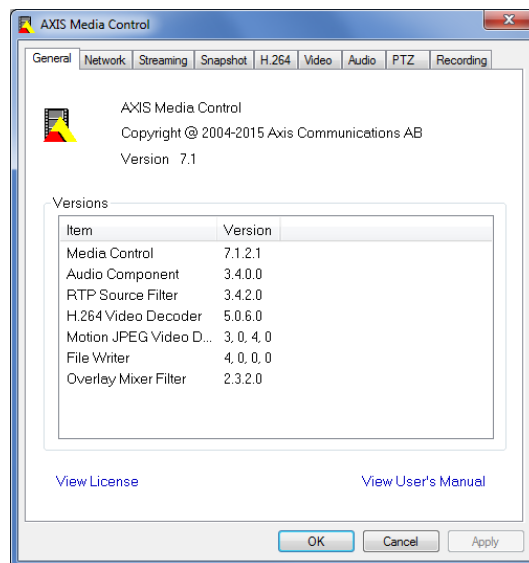 AXIS Media Control
General Network Streaming Snapshot H.264 Video Audio PTZ Recording
AXIS Media Control
Copyright @ 2004-2015 Axis Communications AB
Version 7.1
Versions
Item Version
Media Control 7.1.2.1
Audio Component 3.4.0.0
RTP Source Filter 3.4.2.0
H.264 Video Decoder 5.0.6.0
Motion JPEG Video D... 3, 0, 4, 0
File Writer 4, 0, 0, 0
Overlay Mixer Filter 2.3.2.0
View License View User's Manual
OK Cancel Apply